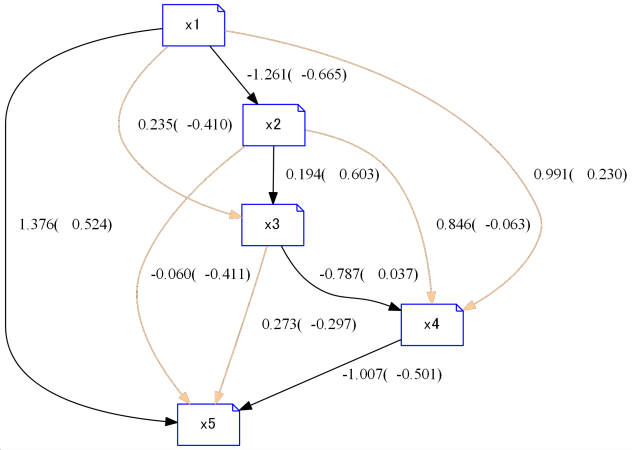 x1
-1.261( -0.665)
0.235( -0.410)
x2
0.194( 0.603)
0.991( 0.230)
1.376( 0.524)
x3
0.846( -0.063)
-0.060( -0.411)
-0.787( 0.037)
0.273( -0.297)
x4
-1.007( -0.501)
x5